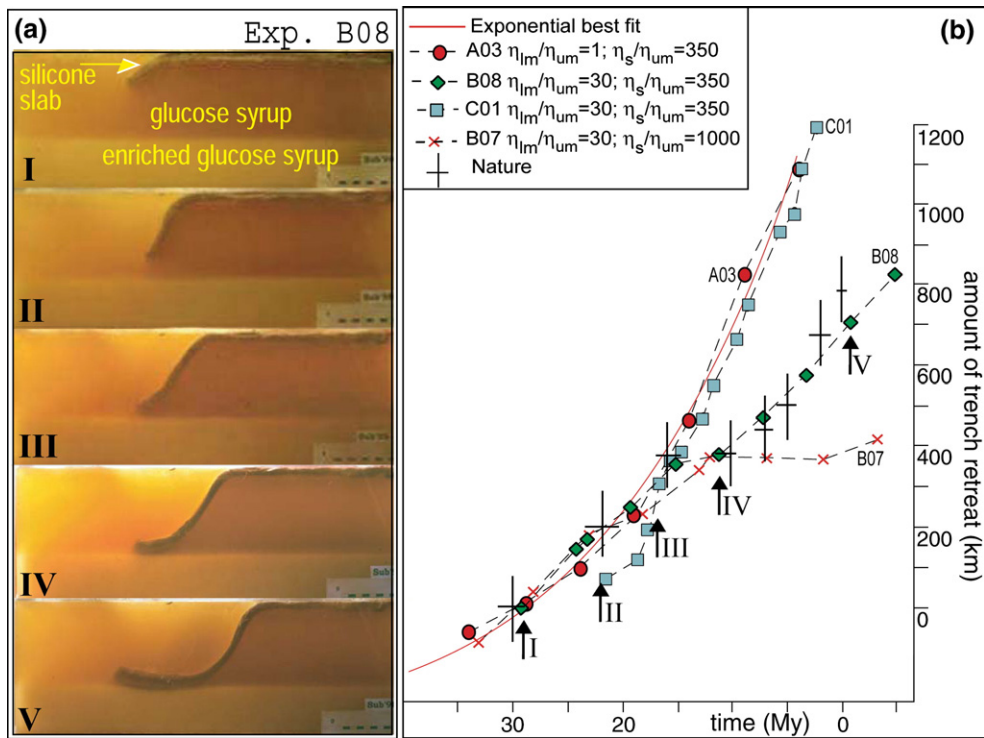 (a)
Exp. B08
silicone
slab
glucose syrup
enriched glucose syrup
I
II
III
IV
V
(b)
Exponential best fit
A03 ηlm/ηum=1; ηs/ηum=350
B08 ηlm/ηum=30; ηs/ηum=350
C01 ηlm/ηum=30; ηs/ηum=350
B07 ηlm/ηum=30; ηs/ηum=1000
Nature
C01
A03
B08
B07
I
II
III
IV
V
1200
1000
800
600
400
200
0
amount of trench retreat (km)
30
20
time (My)
0